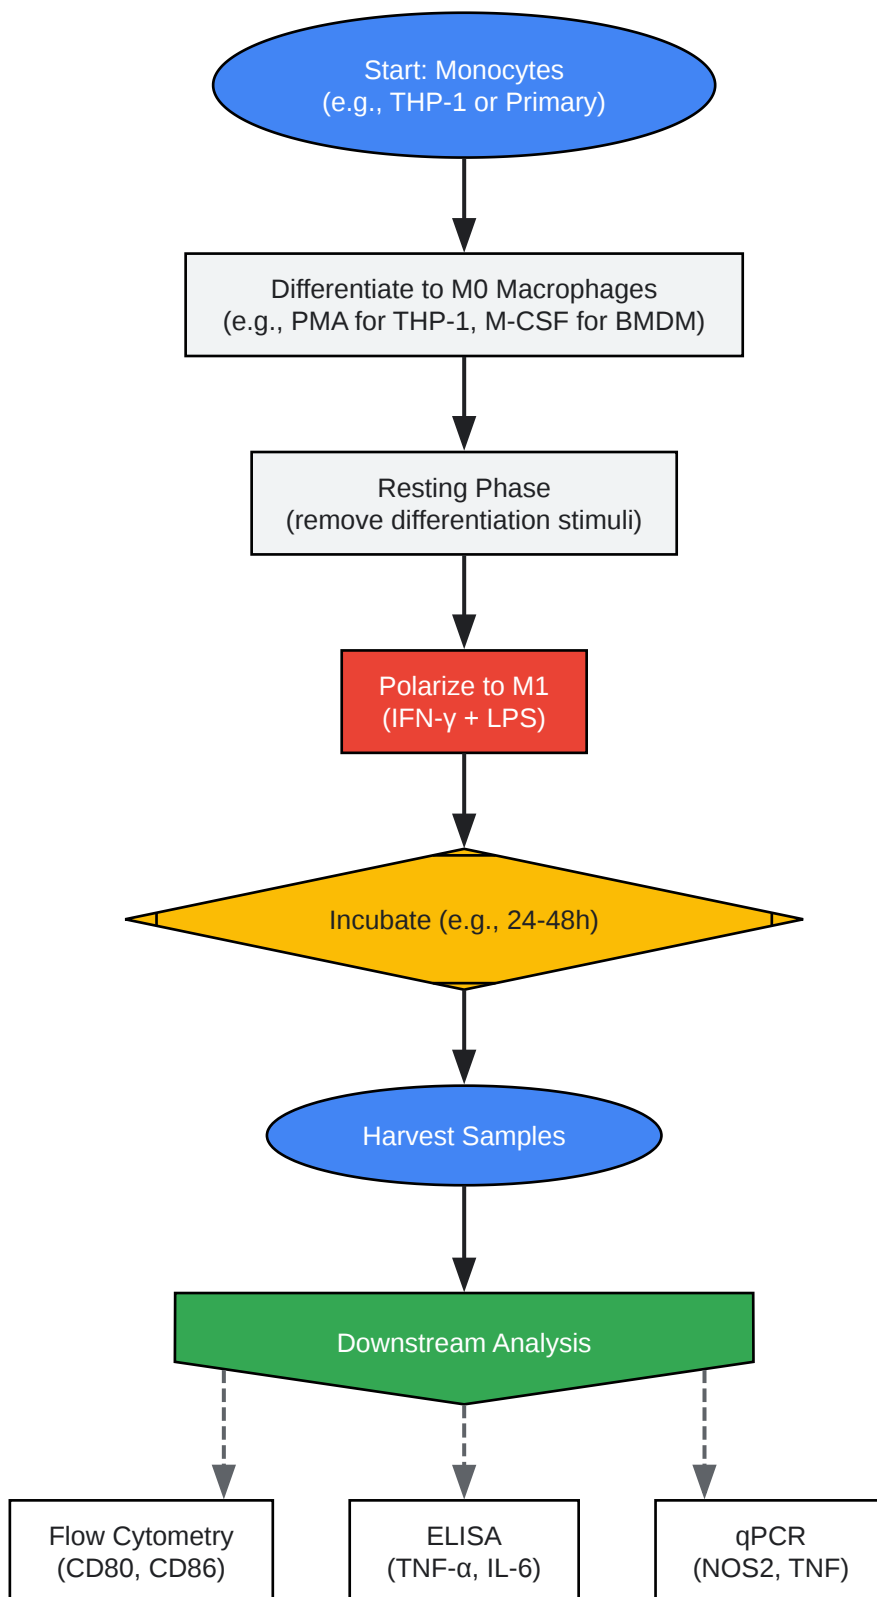 Start: Monocytes
(e.g., THP-1 or Primary)
Differentiate to M0 Macrophages
(e.g., PMA for THP-1, M-CSF for BMDM)
Resting Phase
(remove differentiation stimuli)
Polarize to M1
(IFN-γ + LPS)
Incubate (e.g., 24-48h)
Harvest Samples
Downstream Analysis
Flow Cytometry
(CD80, CD86)
ELISA
(TNF-α, IL-6)
qPCR
(NOS2, TNF)